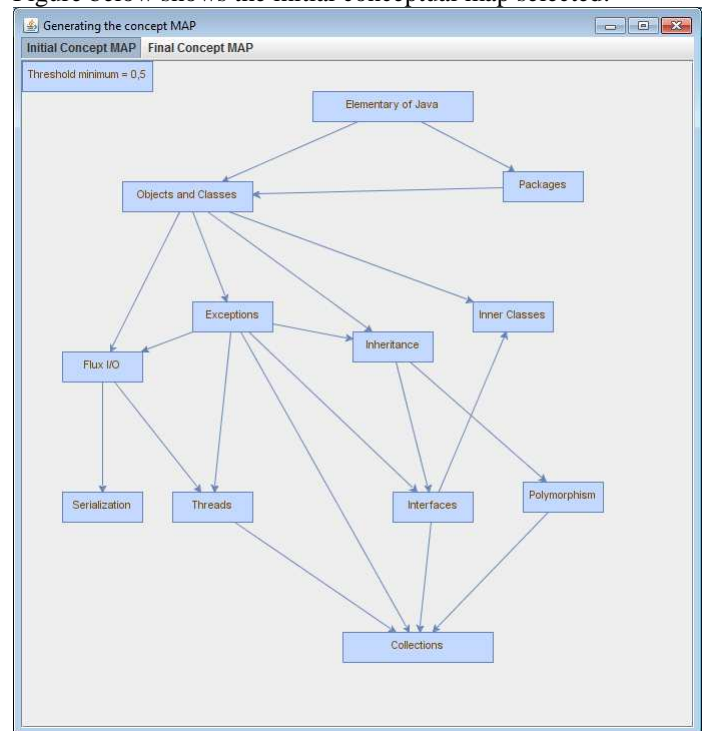 Figure below shows the initial conceptual map selected.
Generating the concept MAP
Initial Concept MAP Final Concept MAP
Threshold minimum = 0,5
Elementary of Java
Packages
Objects and Classes
Exceptions
Inner Classes
Inheritance
Flux I/O
Polymorphism
Serialization
Threads
Interfaces
Collections